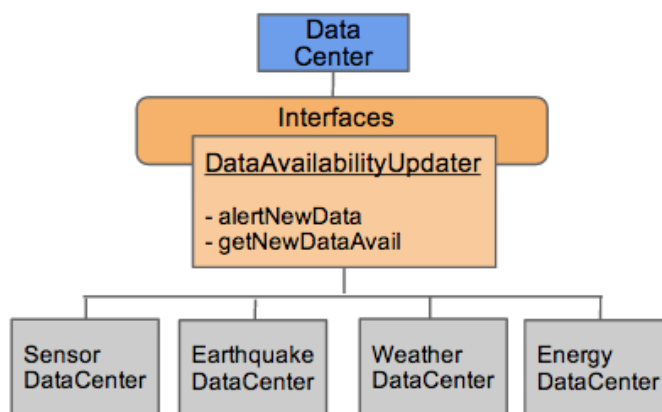 Data
Center
Interfaces
DataAvailabilityUpdater
- alertNewData
- getNewDataAvail
Sensor
DataCenter
Earthquake
DataCenter
Weather
DataCenter
Energy
DataCenter